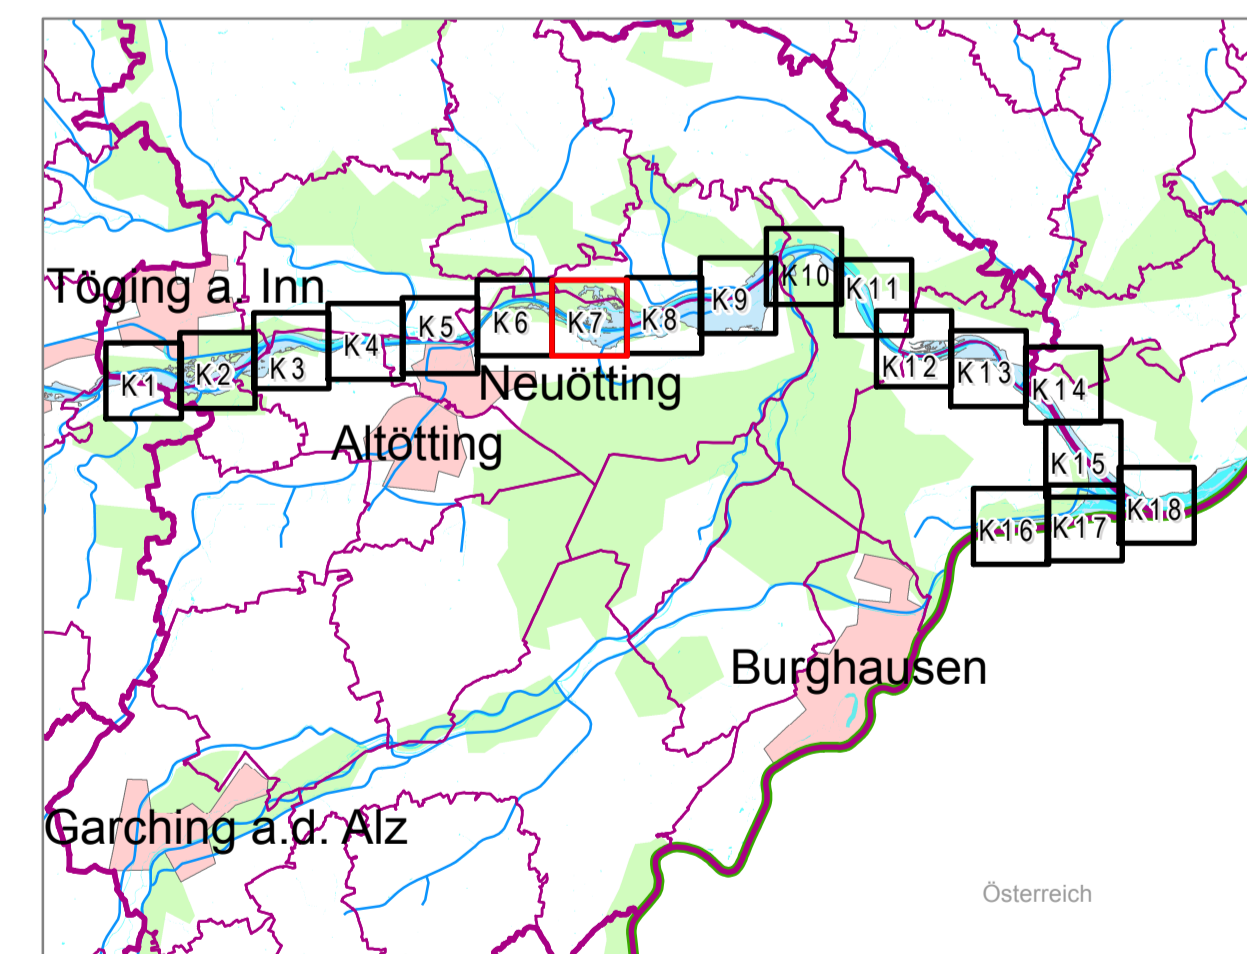 Töging a. Inn
K1
K2
K3
K4
K5
K6
K7
K8
K9
K10
K11
K12
K13
K14
K15
K16
K17
K18
Neuötting
Altötting
Burghausen
Garching a.d. Alz
Österreich